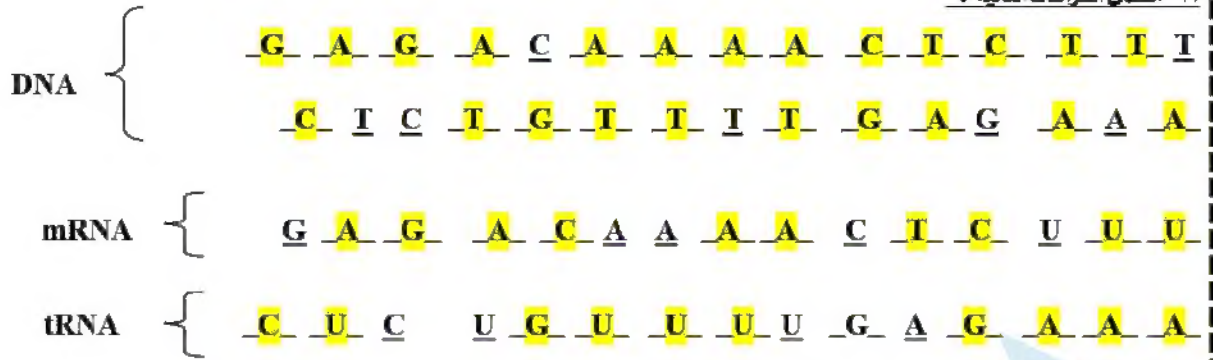 G A G A C A A A A C T C T T T
DNA
C T C T G T T T T G A G A A A
mRNA G A G A C A A A A C T C U U U
tRNA C U C U G U U U U G A G A A A